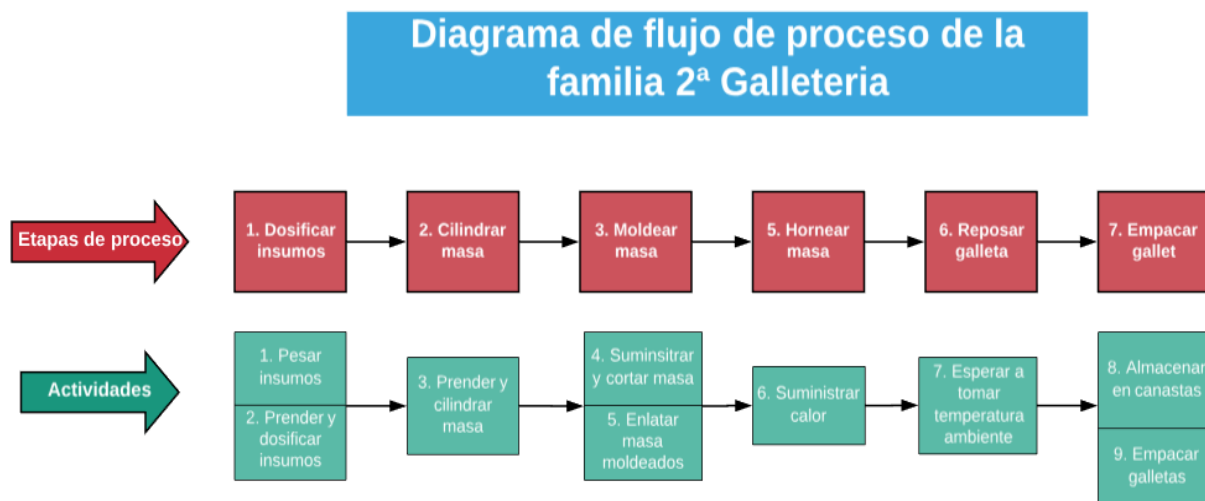 Diagrama de flujo de proceso de la
familia 2ª Galleteria
Etapas de proceso
1. Dosificar
insumos
2. Cilindrar
masa
3. Moldear
masa
5. Hornear
masa
6. Reposar
galleta
7. Empacar
gallet
Actividades
1. Pesar
insumos
2. Prender y
dosificar
insumos
3. Prender y
cilindrar
masa
4. Suminsitrar
y cortar masa
5. Enlatar
masa
moldeados
6. Suministrar
calor
7. Esperar a
tomar
temperatura
ambiente
8. Almacenar
en canastas
9. Empacar
galletas